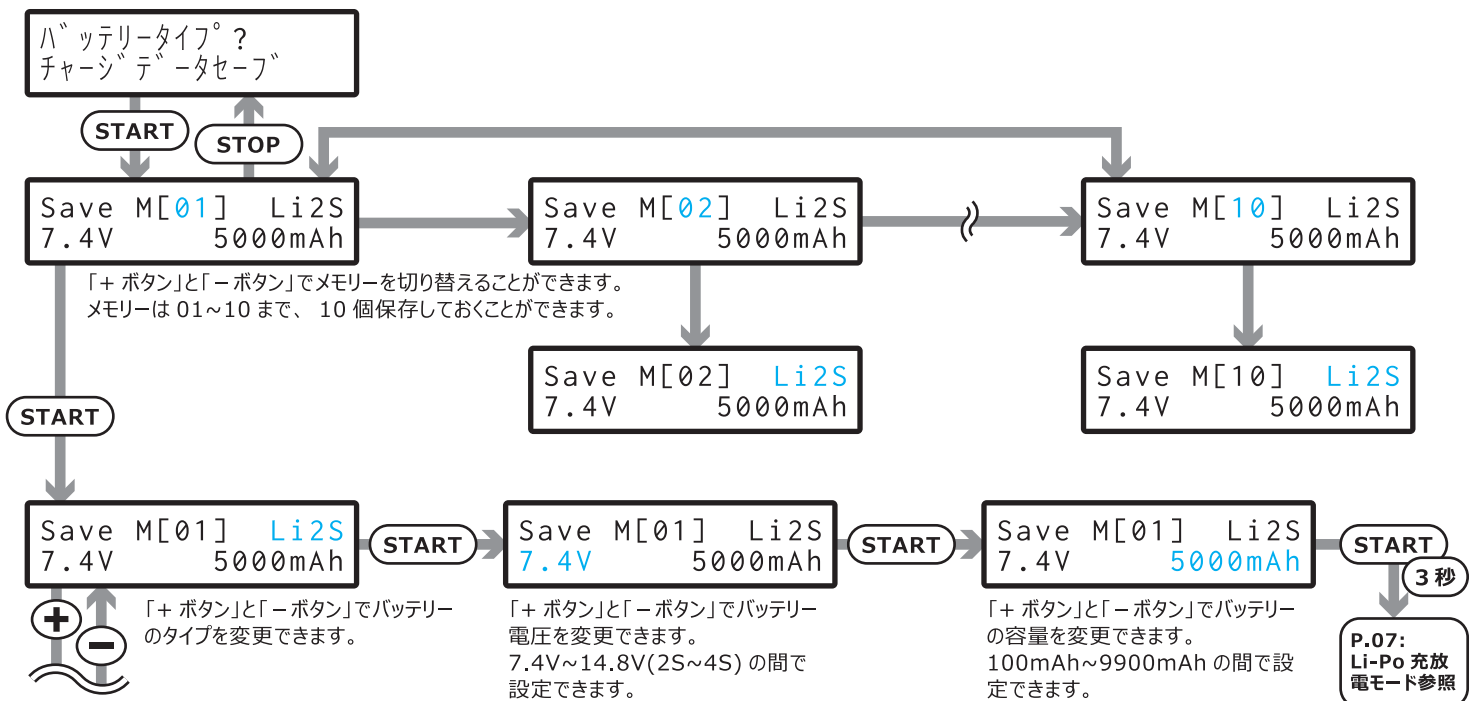 バッテリータイプ?
チャージデータセーブ
START
STOP
Save M[01] Li2S
7.4V 5000mAh
Save M[02] Li2S
7.4V 5000mAh
Save M[10] Li2S
7.4V 5000mAh
「+ ボタン」と「-ボタン」でメモリーを切り替えることができます。
メモリーは 01~10 まで、 10 個保存しておくことができます。
Save M[02] Li2S
7.4V 5000mAh
Save M[10] Li2S
7.4V 5000mAh
START
Save M[01] Li2S
7.4V 5000mAh
START
Save M[01] Li2S
7.4V 5000mAh
START
Save M[01] Li2S
7.4V 5000mAh
START
3 秒
+
-
「+ ボタン」と「-ボタン」でバッテリー
のタイプを変更できます。
「+ ボタン」と「-ボタン」でバッテリー
電圧を変更できます。
7.4V~14.8V(2S~4S) の間で
設定できます。
「+ ボタン」と「-ボタン」でバッテリー
の容量を変更できます。
100mAh~9900mAh の間で設
定できます。
P.07:
Li-Po 充放
電モード参照